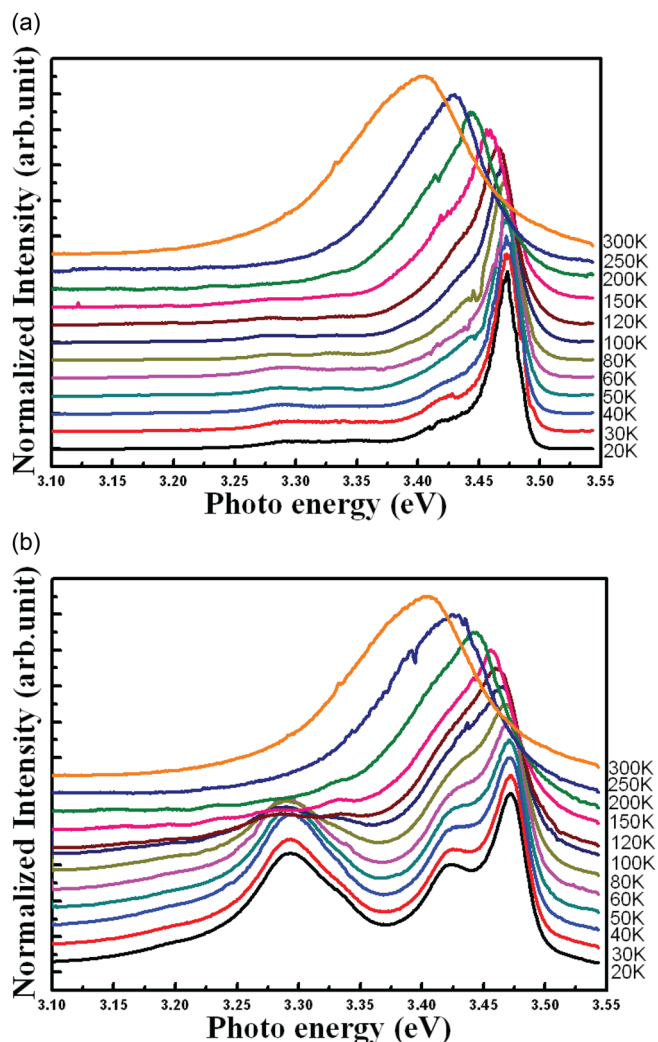 (a)
Normalized Intensity (arb.unit)
300K
250K
200K
150K
120K
100K
80K
60K
50K
40K
30K
20K
3.10 3.15 3.20 3.25 3.30 3.35 3.40 3.45 3.50 3.55
Photo energy (eV)
(b)
Normalized Intensity (arb.unit)
300K
250K
200K
150K
120K
100K
80K
60K
50K
40K
30K
20K
3.10 3.15 3.20 3.25 3.30 3.35 3.40 3.45 3.50 3.55
Photo energy (eV)